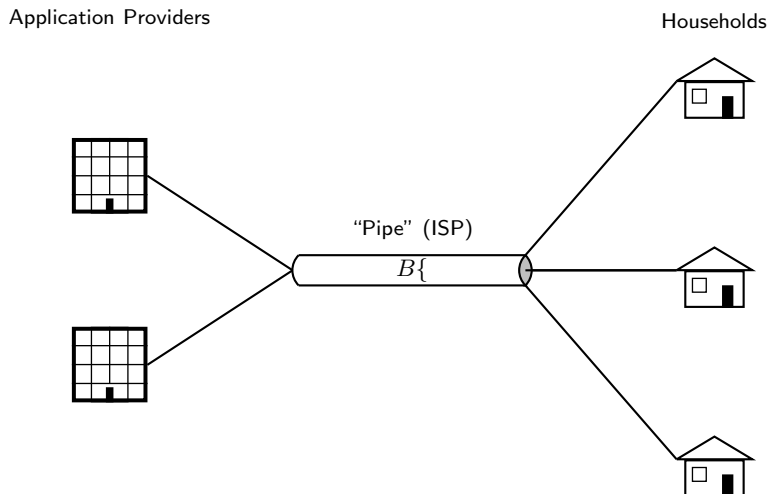 Application Providers
Households
“Pipe” (ISP)
B{